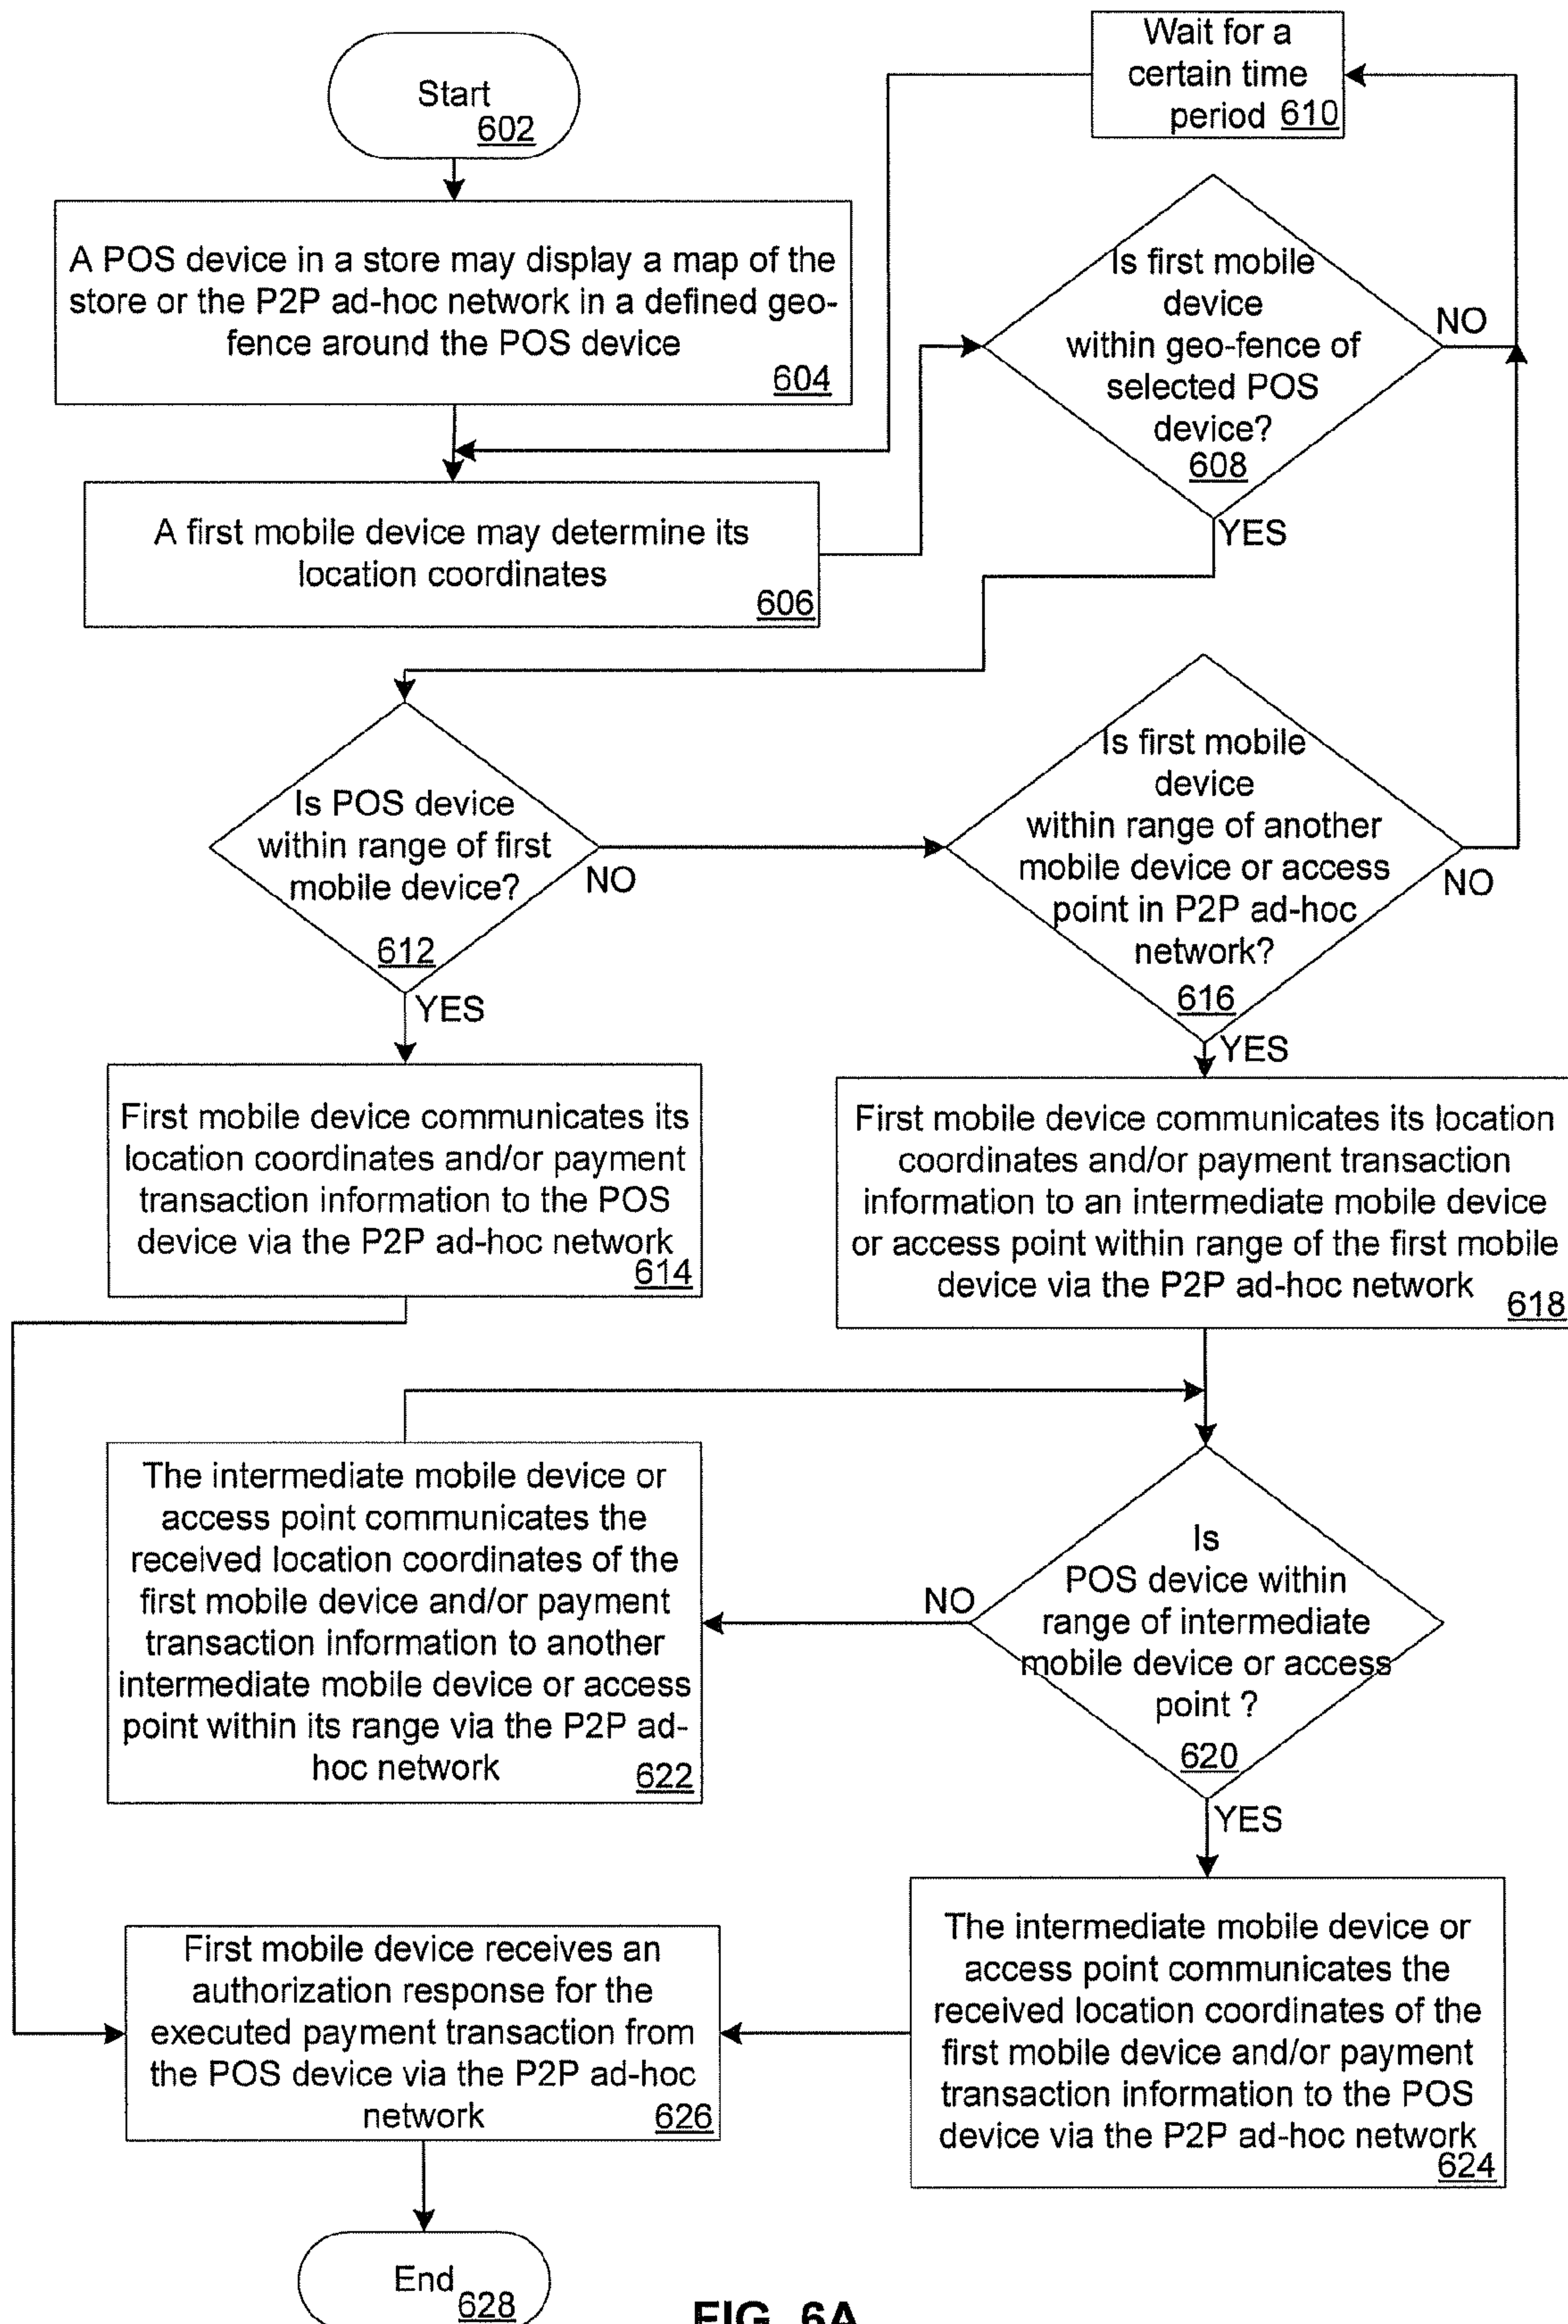 Start
602
A POS device in a store may display a map of the
store or the P2P ad-hoc network in a defined geo-
fence around the POS device
604
A first mobile device may determine its
location coordinates
606
Is first mobile
device
within geo-fence of
selected POS
device?
608
NO
YES
Wait for a
certain time
period 610
Is POS device
within range of first
mobile device?
612
NO
YES
First mobile device communicates its
location coordinates and/or payment
transaction information to the POS
device via the P2P ad-hoc network
614
Is first mobile
device
within range of another
mobile device or access
point in P2P ad-hoc
network?
616
NO
YES
First mobile device communicates its location
coordinates and/or payment transaction
information to an intermediate mobile device
or access point within range of the first mobile
device via the P2P ad-hoc network
618
Is
POS device within
range of intermediate
mobile device or access
point ?
620
NO
YES
The intermediate mobile device or
access point communicates the
received location coordinates of the
first mobile device and/or payment
transaction information to another
intermediate mobile device or access
point within its range via the P2P ad-
hoc network
622
The intermediate mobile device or
access point communicates the
received location coordinates of the
first mobile device and/or payment
transaction information to the POS
device via the P2P ad-hoc network
624
First mobile device receives an
authorization response for the
executed payment transaction from
the POS device via the P2P ad-hoc
network
626
End
628
FIG. 6A